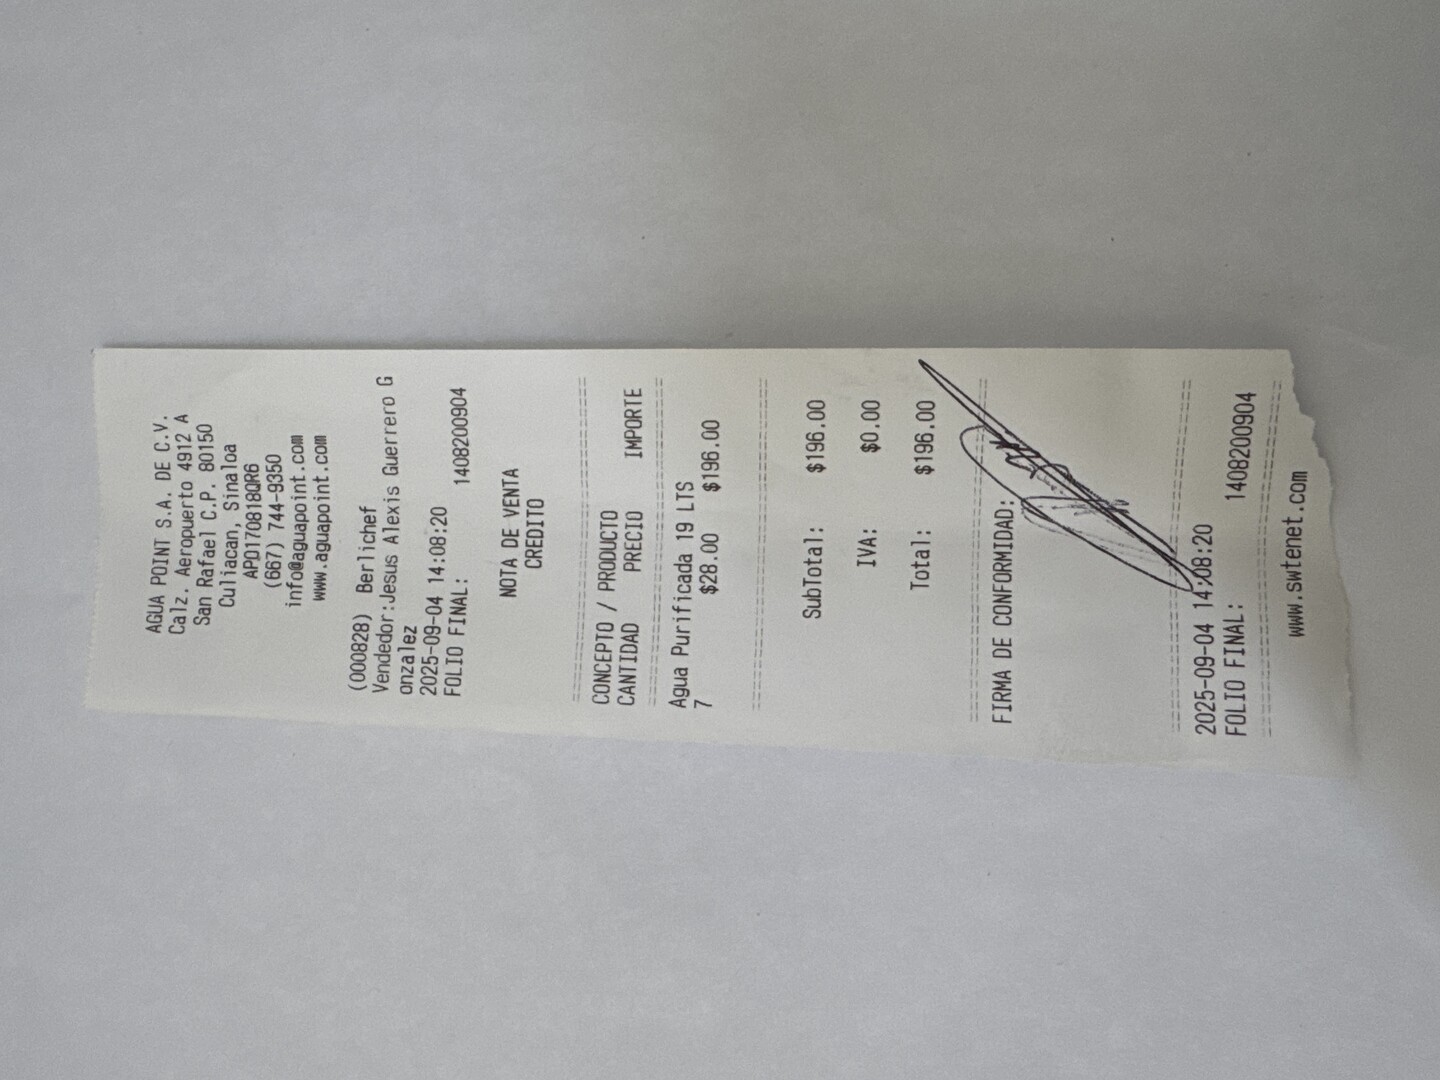 AGUA POINT S.A. DE C.V.
Calz. Aeropuerto 4912 A
San Rafael C.P. 80150
Culiacan, Sinaloa
APO170818QR6
(667) 744-9350
info@aguapoint.com
www.aguapoint.com
(000828) Berlichef
Vendedor:Jesus Alexis Guerrero G
onzalez
2025-09-04 14:08:20
FOLIO FINAL: 1408200904
NOTA DE VENTA
CREDITO
CONCEPTO / PRODUCTO
CANTIDAD PRECIO IMPORTE
Agua Purificada 19 LTS
7 $28.00 $196.00
SubTotal: $196.00
IVA: $0.00
Total: $196.00
FIRMA DE CONFORMIDAD:
2025-09-04 14:08:20
FOLIO FINAL: 1408200904
www.swtenet.com